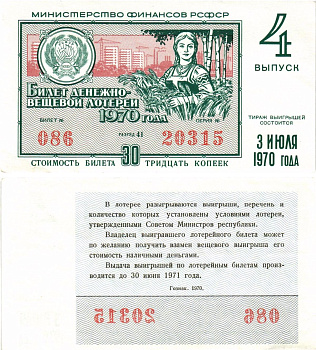 МИНИСТЕРСТВО ФИНАНСОВ РСФСР
4
ВЫПУСК
БИЛЕТ ДЕНЕЖНО-
ВЕЩЕВОЙ ЛОТЕРЕИ
1970 ГОДА
БИЛЕТ №
РАЗРЯД 41
СЕРИЯ №
086
20315
ТИРАЖ ВЫИГРЫШЕЙ
СОСТОИТСЯ
3 ИЮЛЯ
1970 ГОДА
СТОИМОСТЬ БИЛЕТА 30 ТРИДЦАТЬ КОПЕЕК
В лотерее разыгрываются выигрыши, перечень и
количество которых установлены условиями лотереи,
утвержденными Советом Министров республики.
Владелец выигравшего лотерейного билета может
по желанию получить взамен вещевого выигрыша его
стоимость наличными деньгами.
Выдача выигрышей по лотерейным билетам произ-
водится до 30 июня 1971 года.
Гознак. 1970.
20315
086